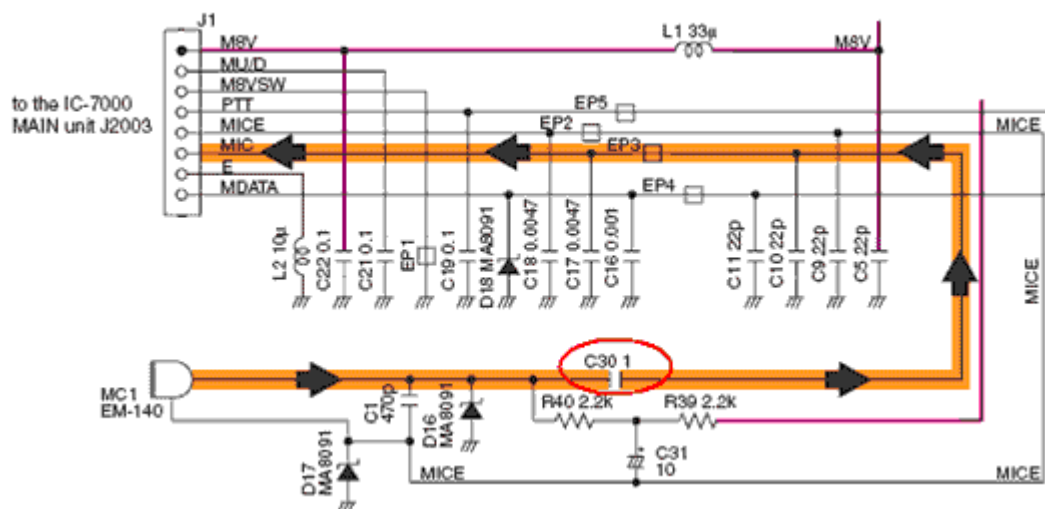 J1
M8V
L1 33μ
M8V
MU/D
M8VSW
to the IC-7000
MAIN unit J2003
PTT
EP5
MICE
EP2
MICE
MIC
EP3
E
MDATA
EP4
L2 10μ
C22 0.1
C21 0.1
EP1
C19 0.1
D18 MA8091
C18 0.0047
C17 0.0047
C16 0.001
C11 22p
C10 22p
C9 22p
C5 22p
MICE
C30 1
MC1
EM-140
C1
470p
D16
MA8091
R40 2.2k
R39 2.2k
D17
MA8091
MICE
C31
10
MICE